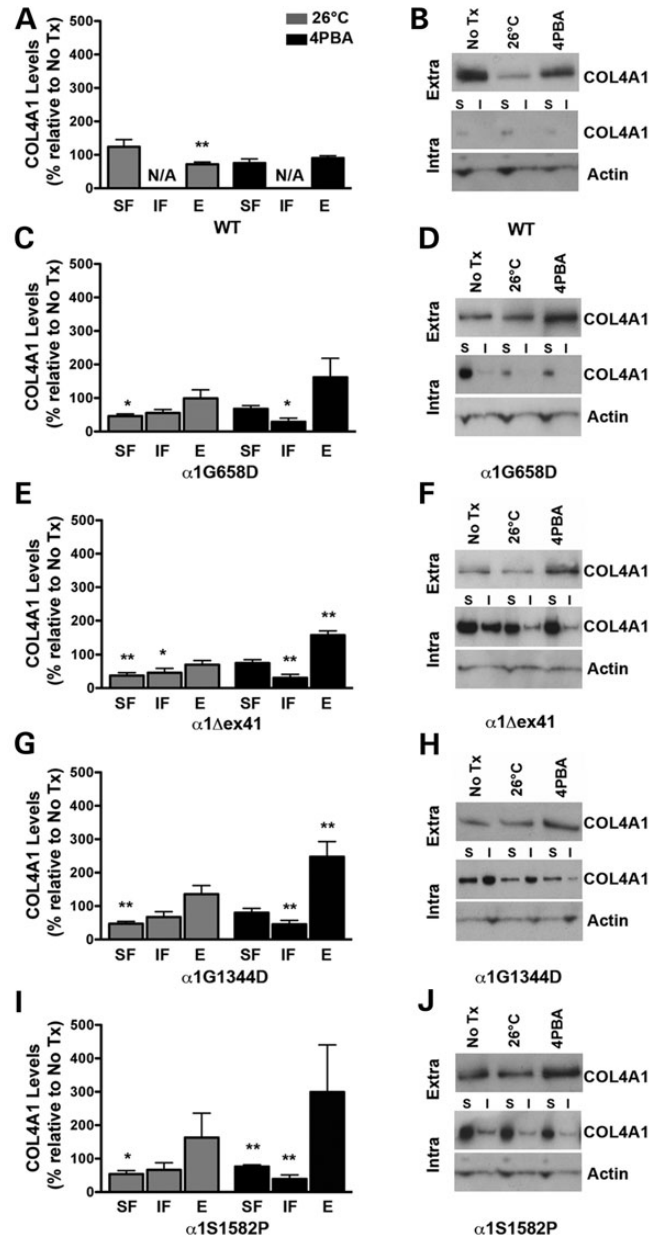 A
26°C
4PBA
COL4A1 Levels
(% relative to No Tx)
500
400
300
200
100
0
**
N/A
N/A
SF IF E SF IF E
WT
B
No Tx
26°C
4PBA
Extra
COL4A1
S I S I S I
Intra
COL4A1
Actin
WT
C
COL4A1 Levels
(% relative to No Tx)
500
400
300
200
100
0
*
*
SF IF E SF IF E
α1G658D
D
No Tx
26°C
4PBA
Extra
COL4A1
S I S I S I
Intra
COL4A1
Actin
α1G658D
E
COL4A1 Levels
(% relative to No Tx)
500
400
300
200
100
0
**
*
**
**
SF IF E SF IF E
α1Δex41
F
No Tx
26°C
4PBA
Extra
COL4A1
S I S I S I
Intra
COL4A1
Actin
α1Δex41
G
COL4A1 Levels
(% relative to No Tx)
500
400
300
200
100
0
**
**
**
SF IF E SF IF E
α1G1344D
H
No Tx
26°C
4PBA
Extra
COL4A1
S I S I S I
Intra
COL4A1
Actin
α1G1344D
I
COL4A1 Levels
(% relative to No Tx)
500
400
300
200
100
0
*
**
**
SF IF E SF IF E
α1S1582P
J
No Tx
26°C
4PBA
Extra
COL4A1
S I S I S I
Intra
COL4A1
Actin
α1S1582P